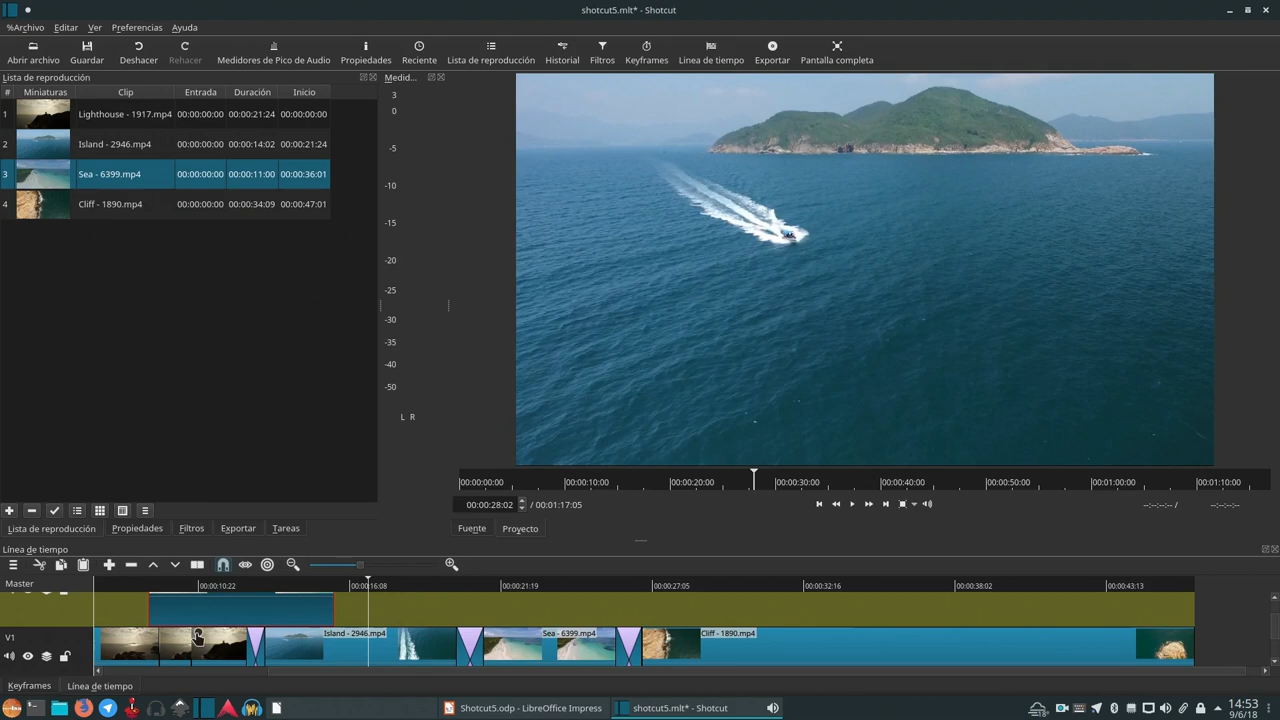 shotcut5.mlt* - Shotcut
%Archivo Editar Ver Preferencias Ayuda
Abrir archivo Guardar Deshacer Rehacer Medidores de Pico de Audio Propiedades Reciente Lista de reproducción Historial Filtros Keyframes Línea de tiempo Exportar Pantalla completa
Lista de reproducción
Medid...
# Miniaturas Clip Entrada Duración Inicio
1 Lighthouse - 1917.mp4 00:00:00:00 00:00:21:24 00:00:00:00
2 Island - 2946.mp4 00:00:00:00 00:00:14:02 00:00:21:24
3 Sea - 6399.mp4 00:00:00:00 00:00:11:00 00:00:36:01
4 Cliff - 1890.mp4 00:00:00:00 00:00:34:09 00:00:47:01
3
0
-5
-10
-15
-20
-25
-30
-35
-40
-50
L R
00:00:00:00 00:00:10:00 00:00:20:00 00:00:30:00 00:00:40:00 00:00:50:00 00:01:00:00 00:01:10:00
00:00:28:02 / 00:01:17:05 --:--:--:-- / --:--:--:--
Lista de reproducción Propiedades Filtros Exportar Tareas
Fuente Proyecto
Línea de tiempo
Master 00:00:10:22 00:00:16:08 00:00:21:19 00:00:27:05 00:00:32:16 00:00:38:02 00:00:43:13
V1 Island - 2946.mp4 Sea - 6399.mp4 Cliff - 1890.mp4
Keyframes Línea de tiempo
Shotcut5.odp - LibreOffice Impress shotcut5.mlt* - Shotcut 18° 14:53
9/6/18